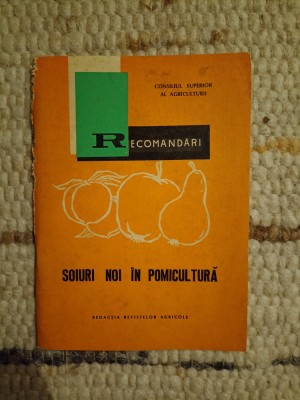 CONSILIUL SUPERIOR
AL AGRICULTURII
RECOMANDĂRI
SOIURI NOI ÎN POMICULTURĂ
REDACȚIA REVISTELOR AGRICOLE